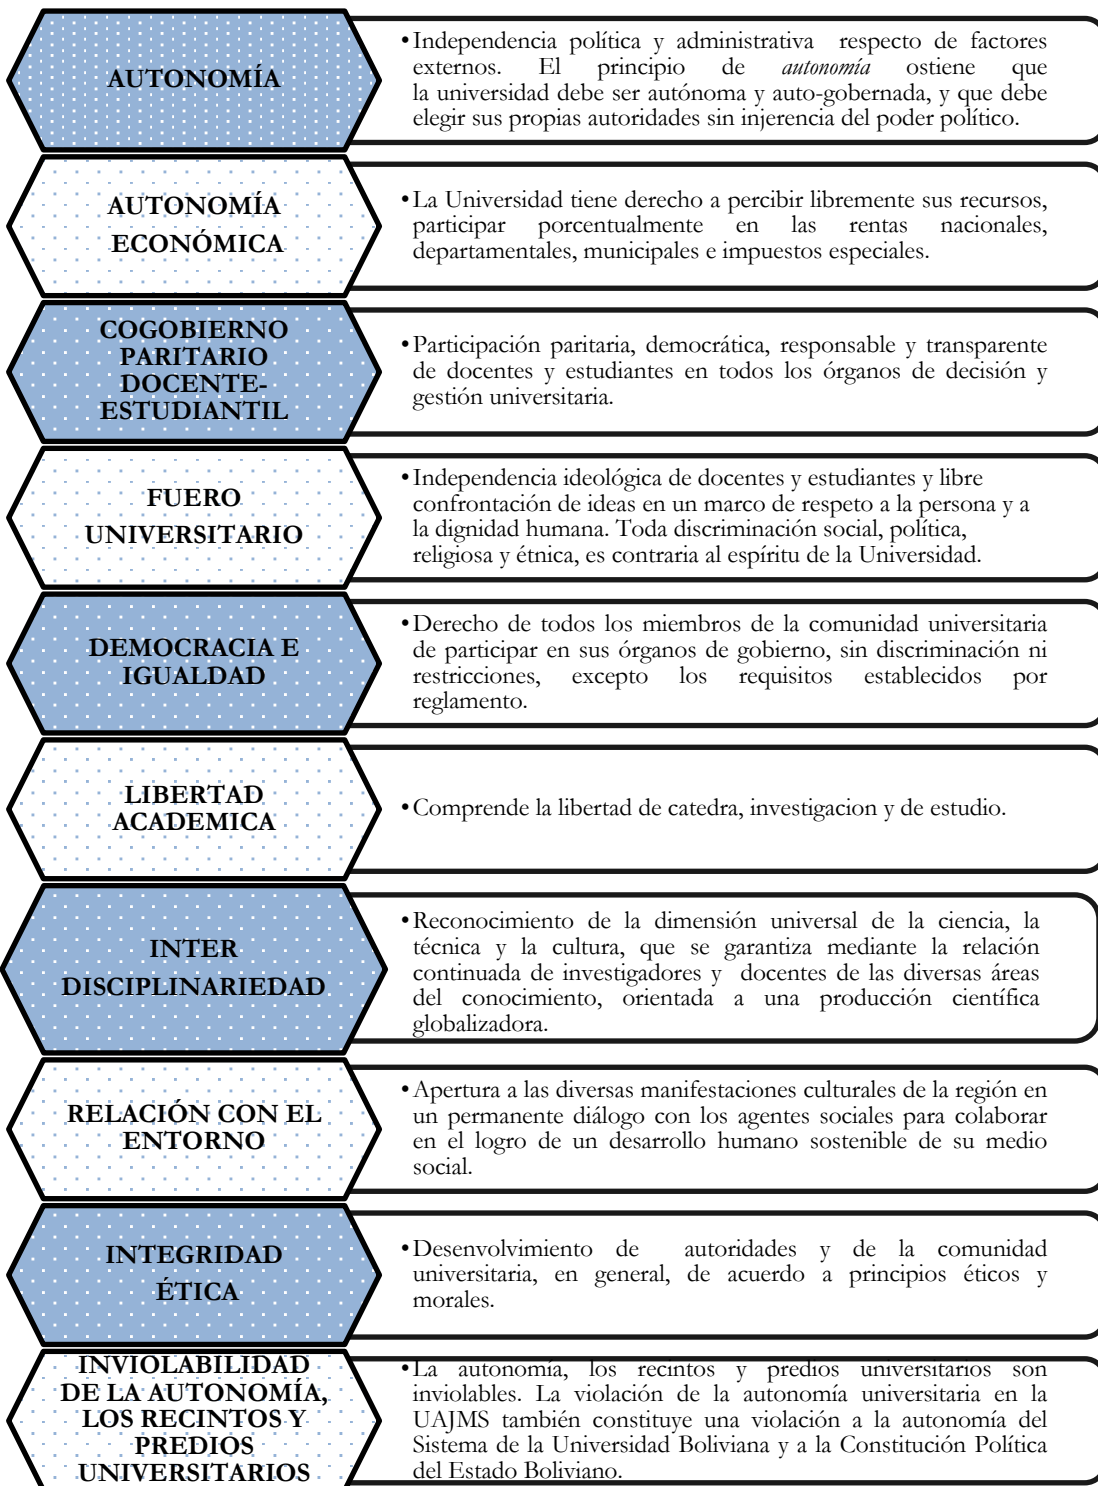 AUTONOMÍA
•Independencia política y administrativa respecto de factores
externos. El principio de autonomía ostiene que
la universidad debe ser autónoma y auto-gobernada, y que debe
elegir sus propias autoridades sin injerencia del poder político.
AUTONOMÍA
ECONÓMICA
•La Universidad tiene derecho a percibir libremente sus recursos,
participar porcentualmente en las rentas nacionales,
departamentales, municipales e impuestos especiales.
COGOBIERNO
PARITARIO
DOCENTE-
ESTUDIANTIL
•Participación paritaria, democrática, responsable y transparente
de docentes y estudiantes en todos los órganos de decisión y
gestión universitaria.
FUERO
UNIVERSITARIO
•Independencia ideológica de docentes y estudiantes y libre
confrontación de ideas en un marco de respeto a la persona y a
la dignidad humana. Toda discriminación social, política,
religiosa y étnica, es contraria al espíritu de la Universidad.
DEMOCRACIA E
IGUALDAD
•Derecho de todos los miembros de la comunidad universitaria
de participar en sus órganos de gobierno, sin discriminación ni
restricciones, excepto los requisitos establecidos por
reglamento.
LIBERTAD
ACADEMICA
•Comprende la libertad de catedra, investigacion y de estudio.
INTER
DISCIPLINARIEDAD
•Reconocimiento de la dimensión universal de la ciencia, la
técnica y la cultura, que se garantiza mediante la relación
continuada de investigadores y docentes de las diversas áreas
del conocimiento, orientada a una producción científica
globalizadora.
RELACIÓN CON EL
ENTORNO
•Apertura a las diversas manifestaciones culturales de la región en
un permanente diálogo con los agentes sociales para colaborar
en el logro de un desarrollo humano sostenible de su medio
social.
INTEGRIDAD
ÉTICA
•Desenvolvimiento de autoridades y de la comunidad
universitaria, en general, de acuerdo a principios éticos y
morales.
INVIOLABILIDAD
DE LA AUTONOMÍA,
LOS RECINTOS Y
PREDIOS
UNIVERSITARIOS
•La autonomía, los recintos y predios universitarios son
inviolables. La violación de la autonomía universitaria en la
UAJMS también constituye una violación a la autonomía del
Sistema de la Universidad Boliviana y a la Constitución Política
del Estado Boliviano.